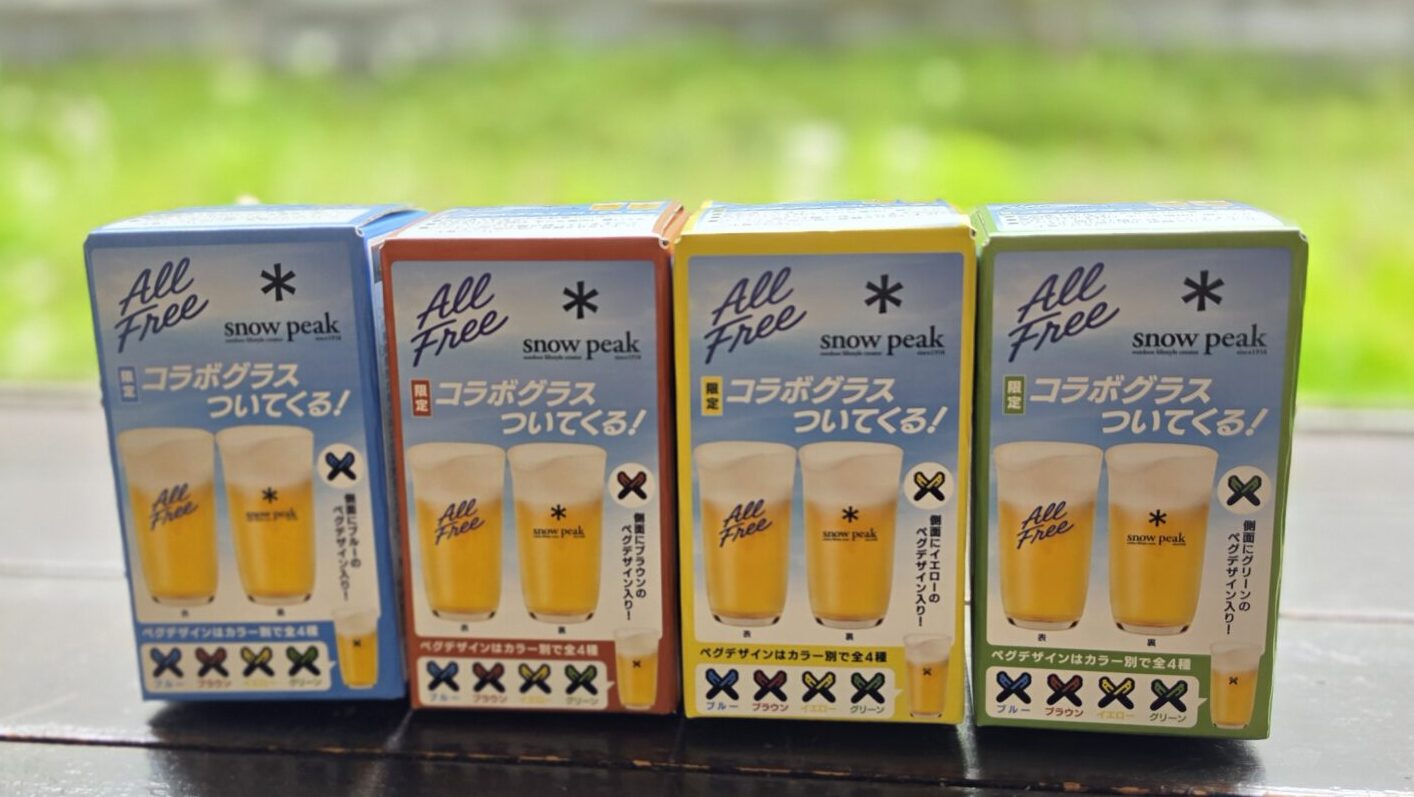 All
Free
snow peak
限定
コラボグラス
ついてくる!
All
Free
snow peak
側面にブルーの
ペグデザイン入り!
表
裏
ペグデザインはカラー別で全4種
ブルー
ブラウン
イエロー
グリーン
All
Free
snow peak
限定
コラボグラス
ついてくる!
All
Free
snow peak
側面にブラウンの
ペグデザイン入り!
表
裏
ペグデザインはカラー別で全4種
ブルー
ブラウン
イエロー
グリーン
All
Free
snow peak
outdoor lifestyle creator
since1958
限定
コラボグラス
ついてくる!
All
Free
snow peak
側面にイエローの
ペグデザイン入り!
表
裏
ペグデザインはカラー別で全4種
ブルー
ブラウン
イエロー
グリーン
All
Free
snow peak
outdoor lifestyle creator
since1958
限定
コラボグラス
ついてくる!
All
Free
snow peak
側面にグリーンの
ペグデザイン入り!
表
裏
ペグデザインはカラー別で全4種
ブルー
ブラウン
イエロー
グリーン